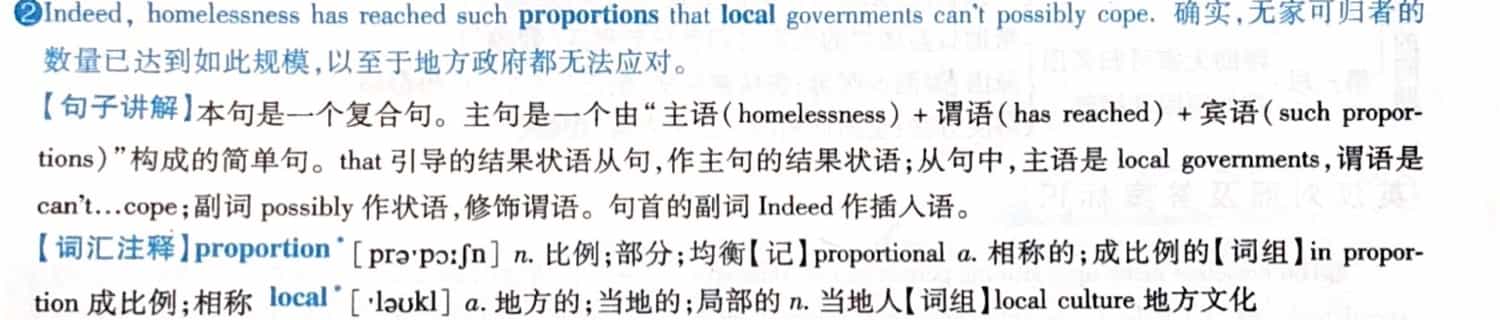 ❷Indeed, homelessness has reached such proportions that local governments can't possibly cope. 确实,无家可归者的
数量已达到如此规模,以至于地方政府都无法应对。
【句子讲解】本句是一个复合句。主句是一个由“主语(homelessness)+谓语(has reached)+宾语(such propor-
tions)”构成的简单句。that 引导的结果状语从句,作主句的结果状语;从句中,主语是 local governments,谓语是
can't…cope;副词 possibly 作状语,修饰谓语。句首的副词 Indeed 作插入语。
【词汇注释】proportion* [prə'pɔːʃn] n. 比例;部分;均衡【记】proportional a. 相称的;成比例的【词组】in propor-
tion 成比例;相称 local* ['ləukl] a. 地方的;当地的;局部的 n. 当地人【词组】local culture 地方文化